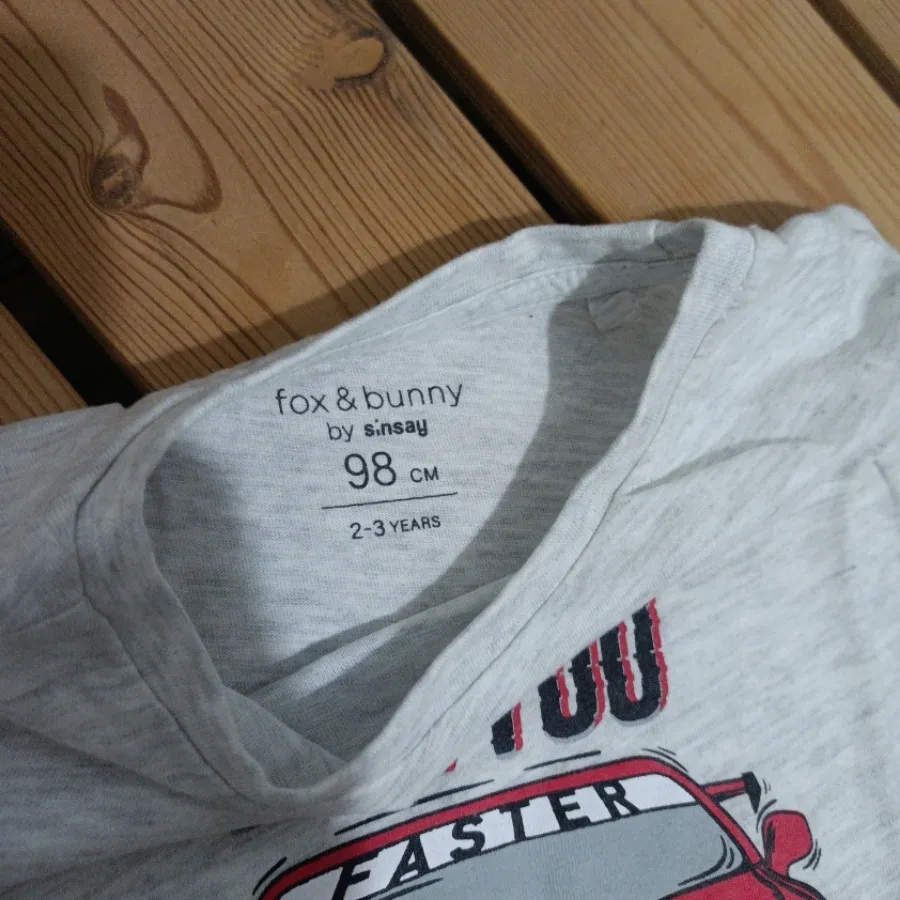 fox & bunny
by sinsay
98 CM
2-3 YEARS
FASTER